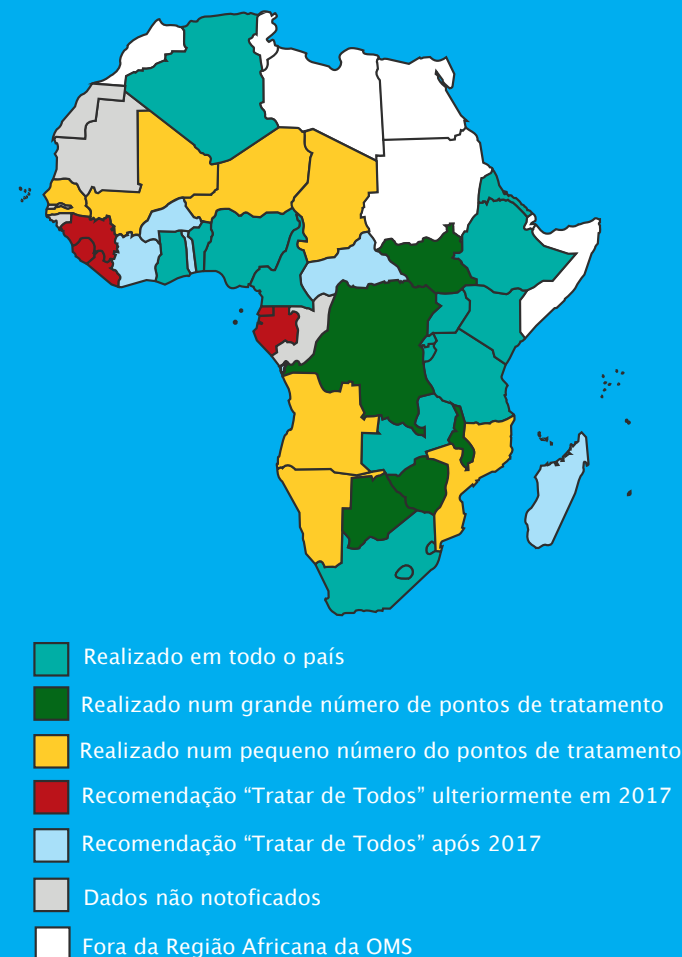 Realizado em todo o país
Realizado num grande número de pontos de tratamento
Realizado num pequeno número do pontos de tratamento
Recomendação “Tratar de Todos” ulteriormente em 2017
Recomendação “Tratar de Todos” após 2017
Dados não notoficados
Fora da Região Africana da OMS